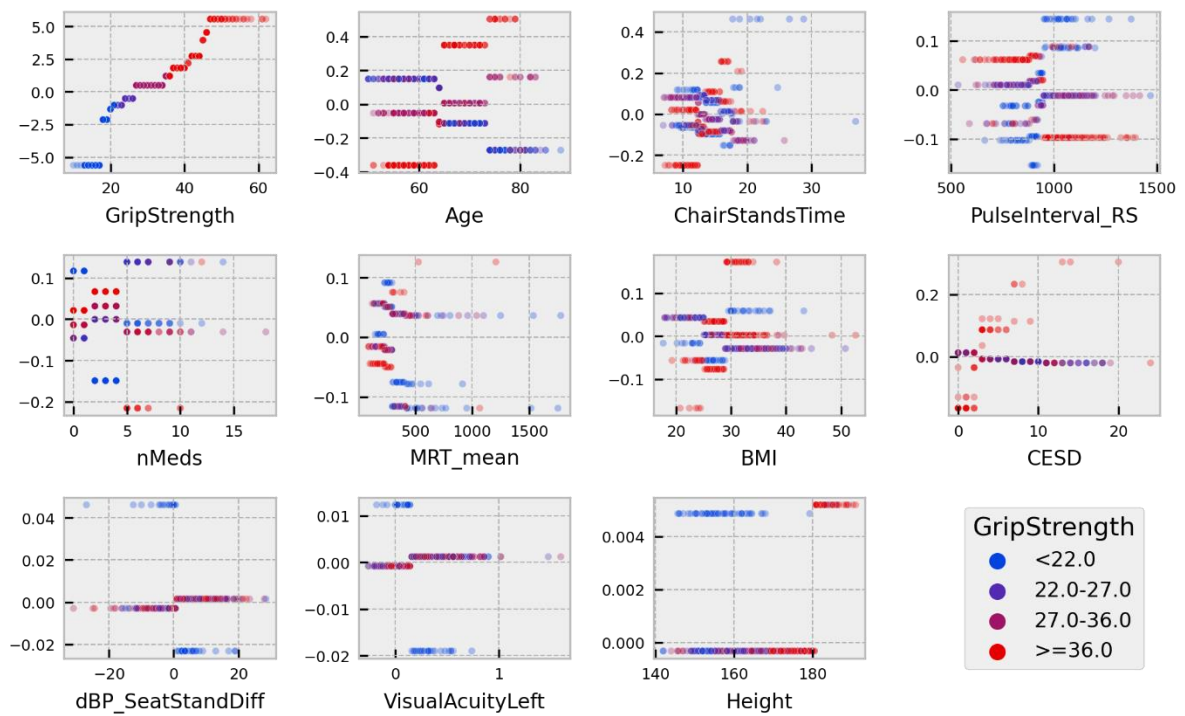 5.0
2.5
0.0
−2.5
−5.0
20 40 60
GripStrength
0.4
0.2
0.0
−0.2
−0.4
60 80
Age
0.4
0.2
0.0
−0.2
10 20 30
ChairStandsTime
0.1
0.0
−0.1
500 1000 1500
PulseInterval_RS
0.1
0.0
−0.1
−0.2
0 5 10 15
nMeds
0.1
0.0
−0.1
500 1000 1500
MRT_mean
0.1
0.0
−0.1
20 30 40 50
BMI
0.2
0.0
0 10 20
CESD
0.04
0.02
0.00
−0.02
−20 0 20
dBP_SeatStandDiff
0.01
0.00
−0.01
−0.02
0 1
VisualAcuityLeft
0.004
0.002
0.000
140 160 180
Height
GripStrength
<22.0
22.0-27.0
27.0-36.0
>=36.0